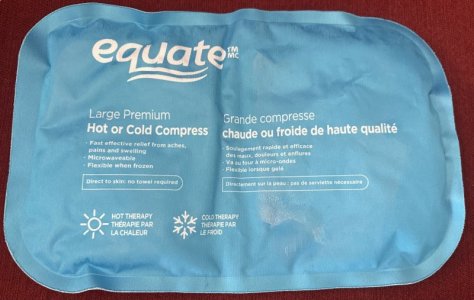 equate™ MC
Large Premium
Hot or Cold Compress
· Fast effective relief from aches,
pains and swelling
· Microwaveable
· Flexible when frozen
Direct to skin: no towel required
Grande compresse
chaude ou froide de haute qualité
· Soulagement rapide et efficace
des maux, douleurs et enflures
· Va au four à micro-ondes
· Flexible lorsque gelé
Directement sur la peau : pas de serviette nécessaire
HOT THERAPY
THÉRAPIE PAR
LA CHALEUR
COLD THERAPY
THÉRAPIE PAR
LE FROID